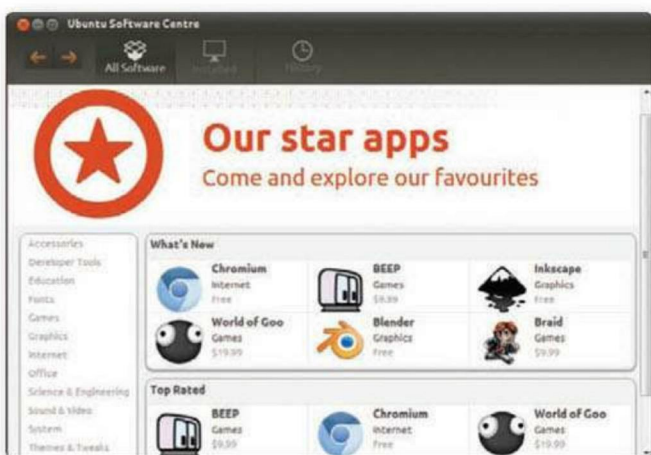 Ubuntu Software Centre
All Software
Installed
History
Our star apps
Come and explore our favourites
Accessories
Developer Tools
Education
Fonts
Games
Graphics
Internet
Office
Science & Engineering
Sound & Video
System
Themes & Tweaks
What's New
Chromium
Internet
Free
BEEP
Games
$9.99
Inkscape
Graphics
Free
World of Goo
Games
$19.99
Blender
Graphics
Free
Braid
Games
$9.99
Top Rated
BEEP
Games
$9.99
Chromium
Internet
Free
World of Goo
Games
$19.99